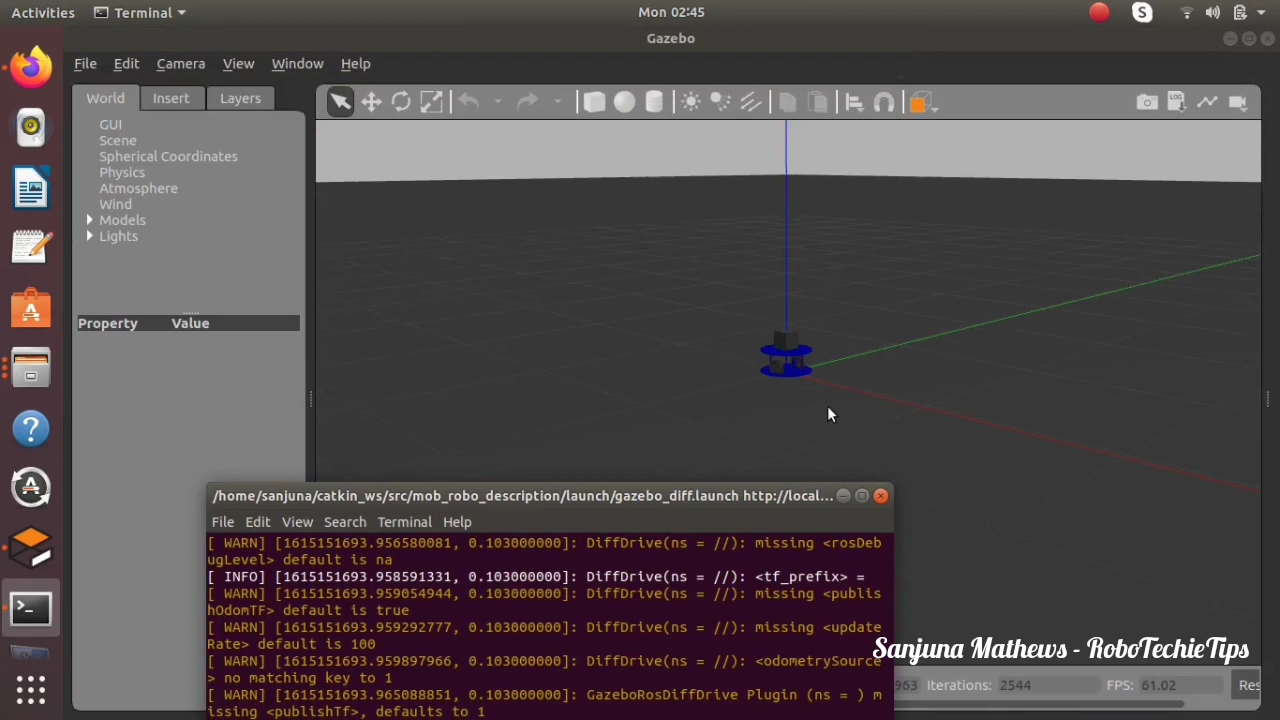 Activities Terminal Mon 02:45
Gazebo
File Edit Camera View Window Help
World Insert Layers
GUI
Scene
Spherical Coordinates
Physics
Atmosphere
Wind
Models
Lights
Property Value
/home/sanjuna/catkin_ws/src/mob_robo_description/launch/gazebo_diff.launch http://local...
File Edit View Search Terminal Help
[ WARN] [1615151693.956580081, 0.103000000]: DiffDrive(ns = //): missing <rosDeb
ugLevel> default is na
[ INFO] [1615151693.958591331, 0.103000000]: DiffDrive(ns = //): <tf_prefix> =
[ WARN] [1615151693.959054944, 0.103000000]: DiffDrive(ns = //): missing <publis
hOdomTF> default is true
[ WARN] [1615151693.959292777, 0.103000000]: DiffDrive(ns = //): missing <update
Rate> default is 100
[ WARN] [1615151693.959897966, 0.103000000]: DiffDrive(ns = //): <odometrySource
> no matching key to 1
[ WARN] [1615151693.965088851, 0.103000000]: GazeboRosDiffDrive Plugin (ns = ) m
issing <publishTf>, defaults to 1
Sanjuna Mathews - RoboTechieTips
963 Iterations: 2544 FPS: 61.02 Res